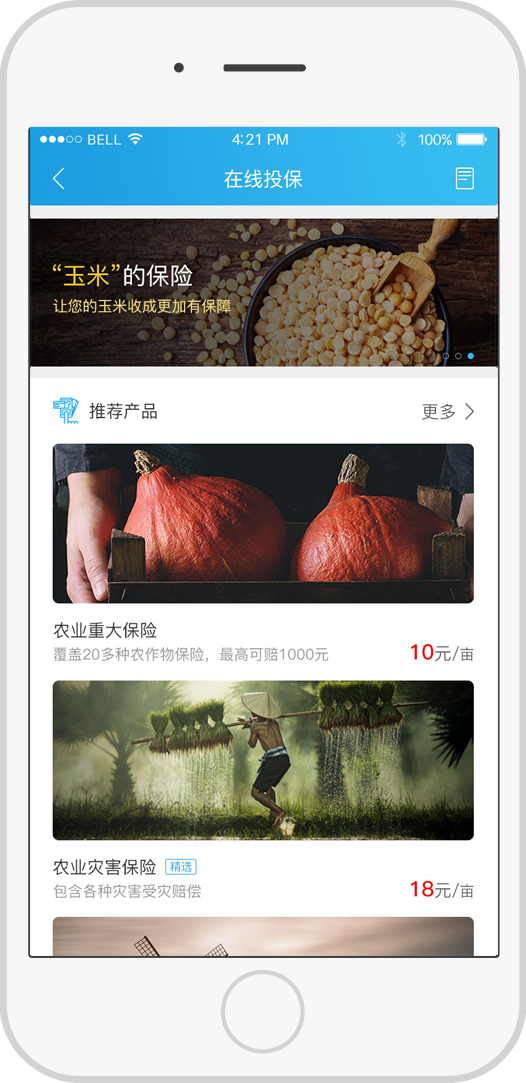 BELL 4:21 PM 100%
在线投保
“玉米”的保险
让您的玉米收成更加有保障
推荐产品 更多
农业重大保险
覆盖20多种农作物保险，最高可赔1000元 10元/亩
农业灾害保险 精选
包含各种灾害受灾赔偿 18元/亩